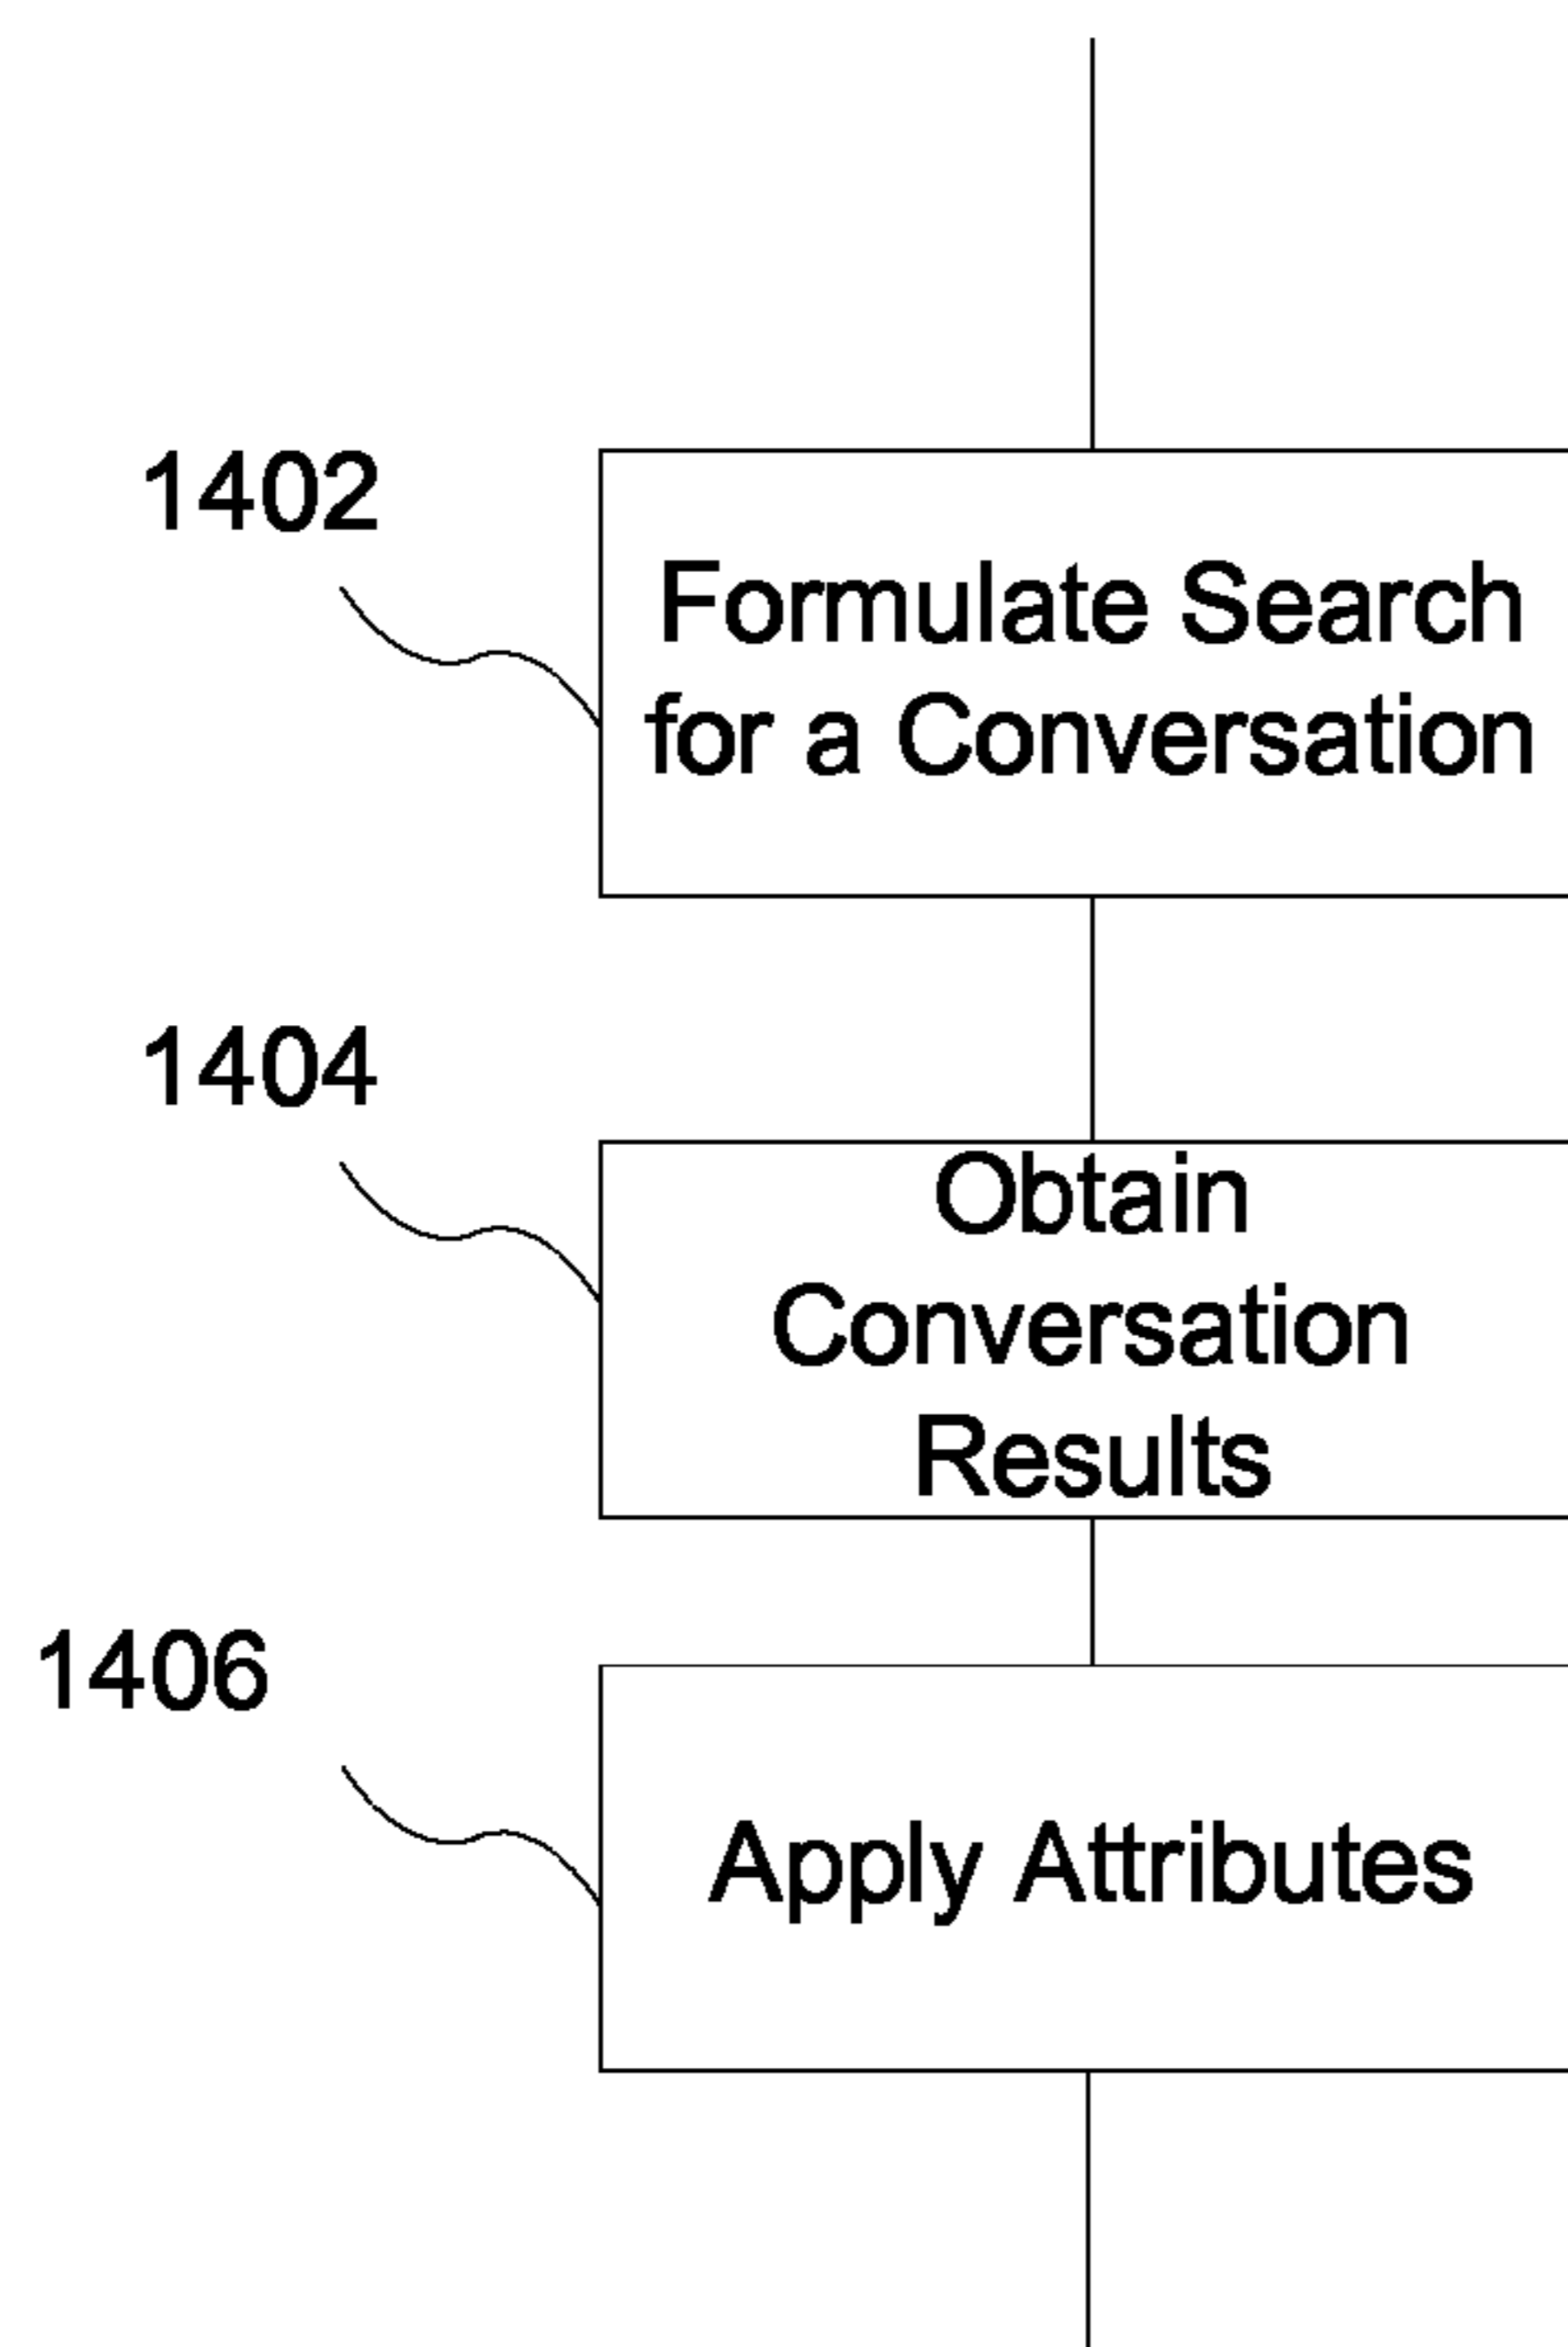 1402
Formulate Search
for a Conversation
1404
Obtain
Conversation
Results
1406
Apply Attributes